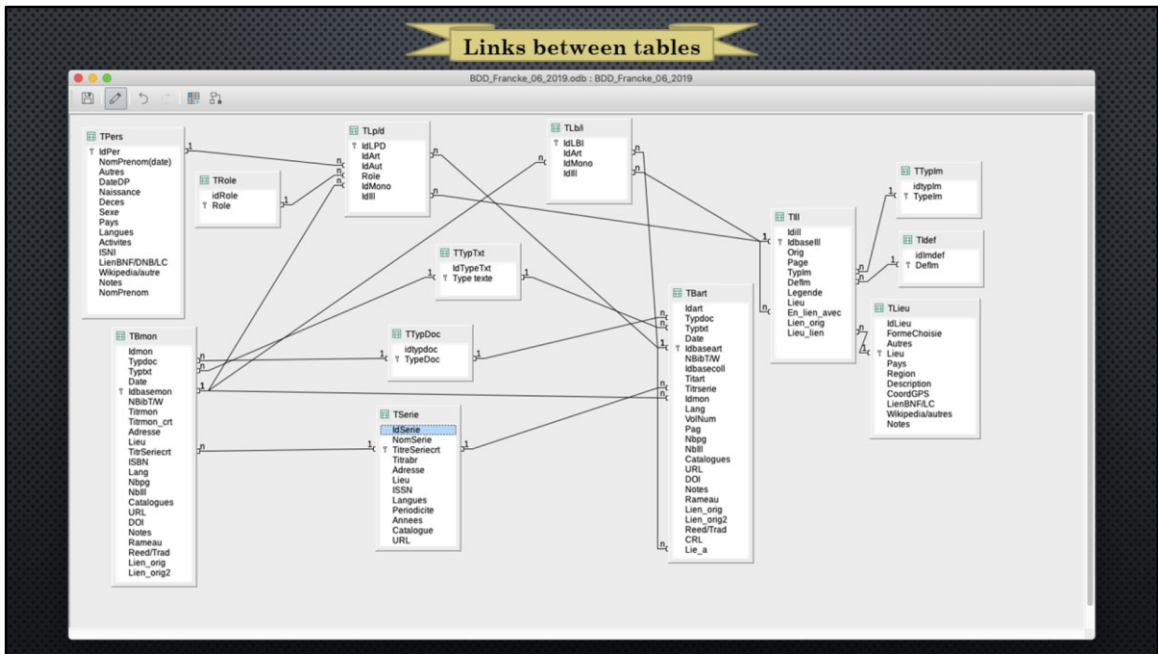 Links between tables
BDD_Francke_06_2019.odb : BDD_Francke_06_2019
TPers
IdPer
NomPrenom(date)
Autres
DateDP
Naissance
Deces
Sexe
Pays
Langues
Activites
ISNI
LienBNF/DNB/LC
Wikipedia/autre
Notes
NomPrenom
TRole
idRole
Role
TLp/d
IdLPD
IdArt
IdAut
Role
IdMono
IdIll
TLb/i
IdLBI
IdArt
IdMono
IdIll
TTypTxt
IdTypeTxt
Type texte
TTypDoc
idtypdoc
TypeDoc
TBmon
Idmon
Typdoc
Typtxt
Date
Idbasemon
NBibT/W
Titrmon
Titrmon_crt
Adresse
Lieu
TitrSeriecrt
ISBN
Lang
Nbpg
NbIll
Catalogues
URL
DOI
Notes
Rameau
Reed/Trad
Lien_orig
Lien_orig2
TSerie
IdSerie
NomSerie
TitreSeriecrt
Titrabr
Adresse
Lieu
ISSN
Langues
Periodicite
Annees
Catalogue
URL
TBart
Idart
Typdoc
Typtxt
Date
Idbaseart
NBibT/W
Idbasecoll
Titart
Titrserie
Idmon
Lang
VolNum
Pag
Nbpg
NbIll
Catalogues
URL
DOI
Notes
Rameau
Lien_orig
Lien_orig2
Reed/Trad
CRL
Lie_a
TIll
Idill
IdbaseIll
Orig
Page
TypIm
DefIm
Legende
Lieu
En_lien_avec
Lien_orig
Lieu_lien
TTypIm
idtypIm
TypeIm
TIdef
idImdef
DefIm
TLieu
IdLieu
FormeChoisie
Autres
Lieu
Pays
Region
Description
CoordGPS
LienBNF/LC
Wikipedia/autres
Notes